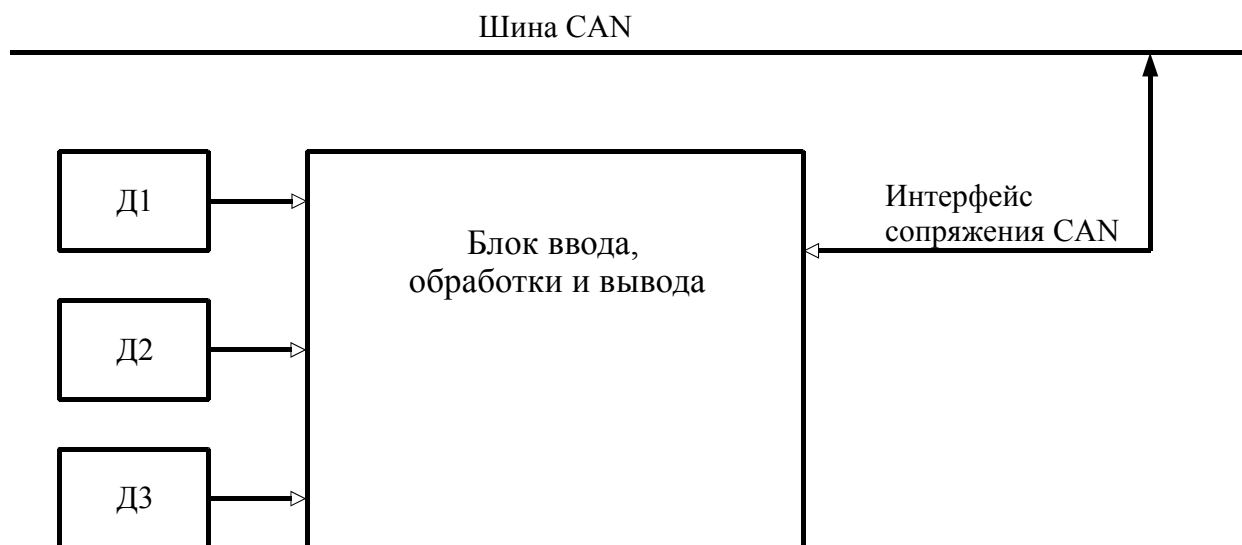 Шина CAN
Д1
Блок ввода,
обработки и вывода
Интерфейс
сопряжения CAN
Д2
Д3